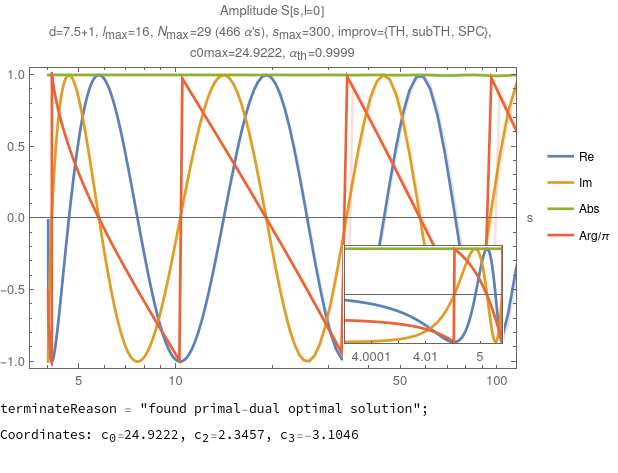 Amplitude S[s,l=0]
d=7.5+1, lmax=16, Nmax=29 (466 α's), smax=300, improv={TH, subTH, SPC},
c0max=24.9222, αth=0.9999
1.0
0.5
0.0
−0.5
−1.0
5
10
50
100
s
4.0001
4.01
5
Re
Im
Abs
Arg/π
terminateReason = "found primal-dual optimal solution";
Coordinates: c0=24.9222, c2=2.3457, c3=-3.1046